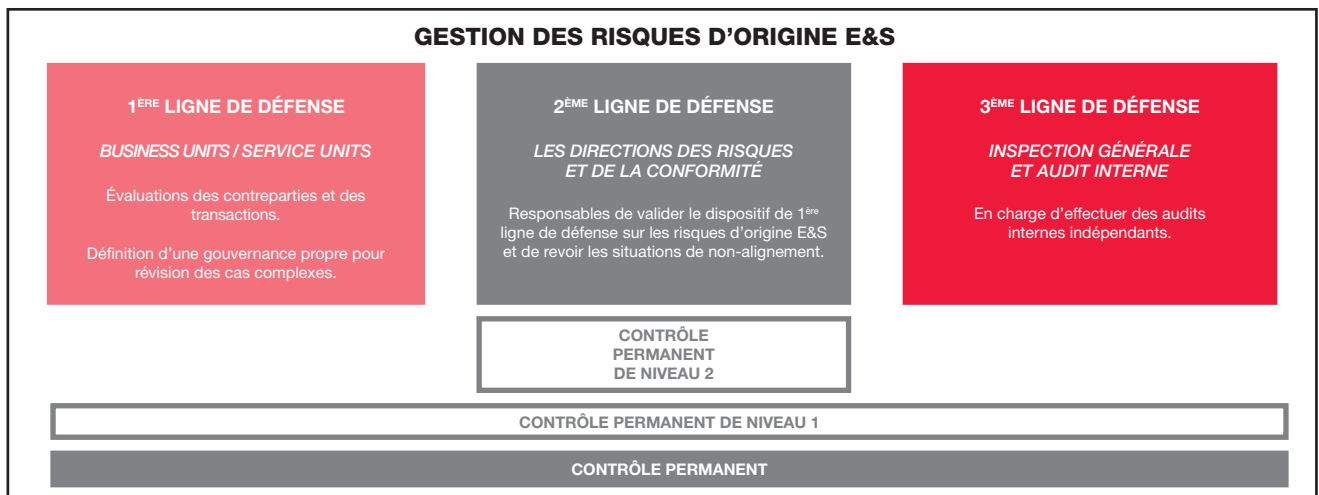 GESTION DES RISQUES D'ORIGINE E&S
1ÈRE LIGNE DE DÉFENSE
BUSINESS UNITS / SERVICE UNITS
Évaluations des contreparties et des
transactions.
Définition d'une gouvernance propre pour
révision des cas complexes.
2ÈME LIGNE DE DÉFENSE
LES DIRECTIONS DES RISQUES
ET DE LA CONFORMITÉ
Responsables de valider le dispositif de 1ère
ligne de défense sur les risques d'origine E&S
et de revoir les situations de non-alignement.
3ÈME LIGNE DE DÉFENSE
INSPECTION GÉNÉRALE
ET AUDIT INTERNE
En charge d'effectuer des audits
internes indépendants.
CONTRÔLE
PERMANENT
DE NIVEAU 2
CONTRÔLE PERMANENT DE NIVEAU 1
CONTRÔLE PERMANENT